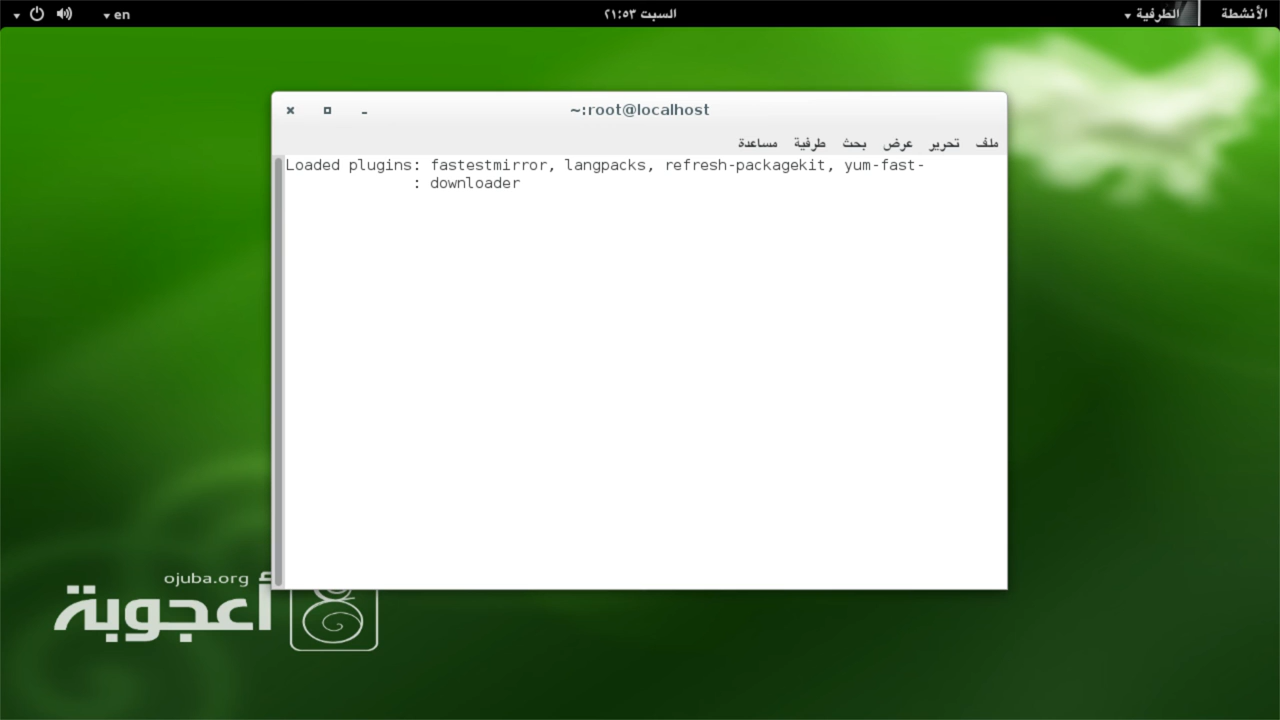 الأنشطة
الطرفية
السبت ٢١:٥٣
en
~:root@localhost
ملف تحرير عرض بحث طرفية مساعدة
Loaded plugins: fastestmirror, langpacks, refresh-packagekit, yum-fast-
: downloader
ojuba.org
أعجوبة